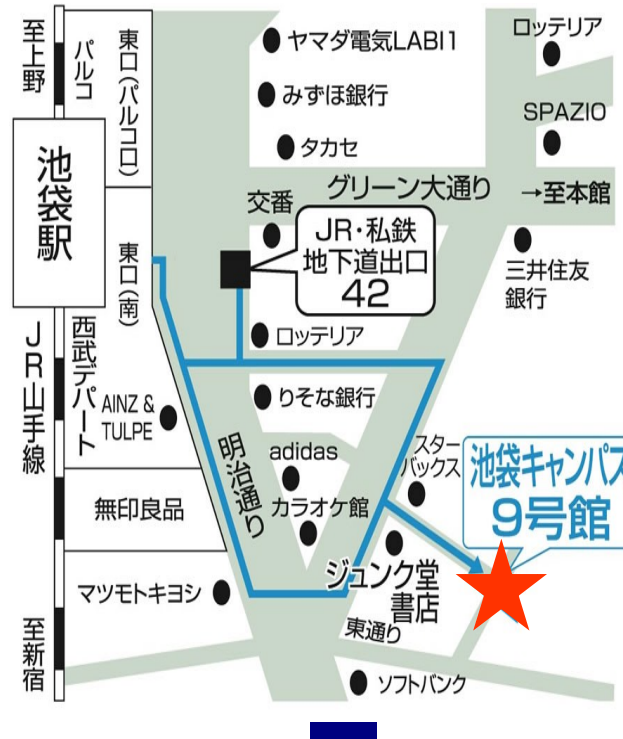 至上野
パルコ
東口(パルコ口)
ヤマダ電気LABI1
みずほ銀行
タカセ
ロッテリア
SPAZIO
グリーン大通り
→至本館
交番
JR・私鉄
地下道出口
42
三井住友
銀行
池袋駅
東口(南)
ロッテリア
りそな銀行
JR山手線
西武デパート
AINZ &
TULPE
明治通り
adidas
カラオケ館
スター
バックス
池袋キャンパス
9号館
無印良品
ジュンク堂
書店
マツモトキヨシ
東通り
至新宿
ソフトバンク